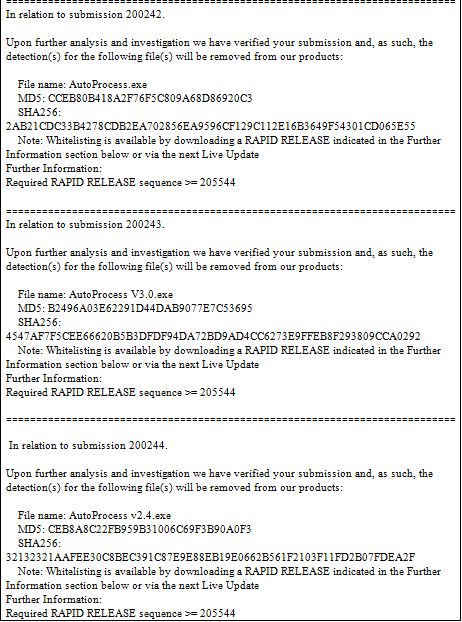 ===========================================================================
In relation to submission 200242.
Upon further analysis and investigation we have verified your submission and, as such, the
detection(s) for the following file(s) will be removed from our products:
File name: AutoProcess.exe
MD5: CCEB80B418A2F76F5C809A68D86920C3
SHA256:
2AB21CDC33B4278CDB2EA702856EA9596CF129C112E16B3649F54301CD065E55
Note: Whitelisting is available by downloading a RAPID RELEASE indicated in the Further
Information section below or via the next Live Update
Further Information:
Required RAPID RELEASE sequence >= 205544
===========================================================================
In relation to submission 200243.
Upon further analysis and investigation we have verified your submission and, as such, the
detection(s) for the following file(s) will be removed from our products:
File name: AutoProcess V3.0.exe
MD5: B2496A03E62291D44DAB9077E7C53695
SHA256:
4547AF7F5CEE66620B5B3DFDF94DA72BD9AD4CC6273E9FFEB8F293809CCA0292
Note: Whitelisting is available by downloading a RAPID RELEASE indicated in the Further
Information section below or via the next Live Update
Further Information:
Required RAPID RELEASE sequence >= 205544
===========================================================================
In relation to submission 200244.
Upon further analysis and investigation we have verified your submission and, as such, the
detection(s) for the following file(s) will be removed from our products:
File name: AutoProcess v2.4.exe
MD5: CEB8A8C22FB959B31006C69F3B90A0F3
SHA256:
32132321AAFEE30C8BEC391C87E9E88EB19E0662B561F2103F11FD2B07FDEA2F
Note: Whitelisting is available by downloading a RAPID RELEASE indicated in the Further
Information section below or via the next Live Update
Further Information:
Required RAPID RELEASE sequence >= 205544